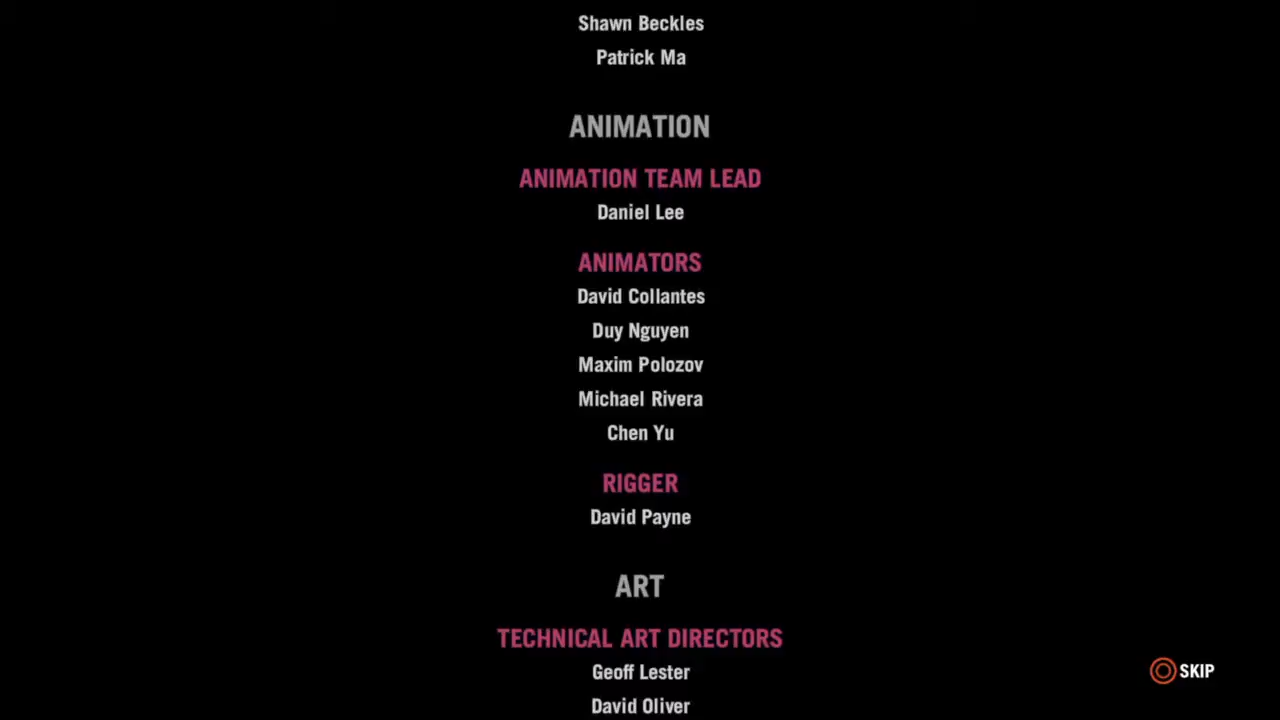 Shawn Beckles
Patrick Ma
ANIMATION
ANIMATION TEAM LEAD
Daniel Lee
ANIMATORS
David Collantes
Duy Nguyen
Maxim Polozov
Michael Rivera
Chen Yu
RIGGER
David Payne
ART
TECHNICAL ART DIRECTORS
Geoff Lester
SKIP
David Oliver